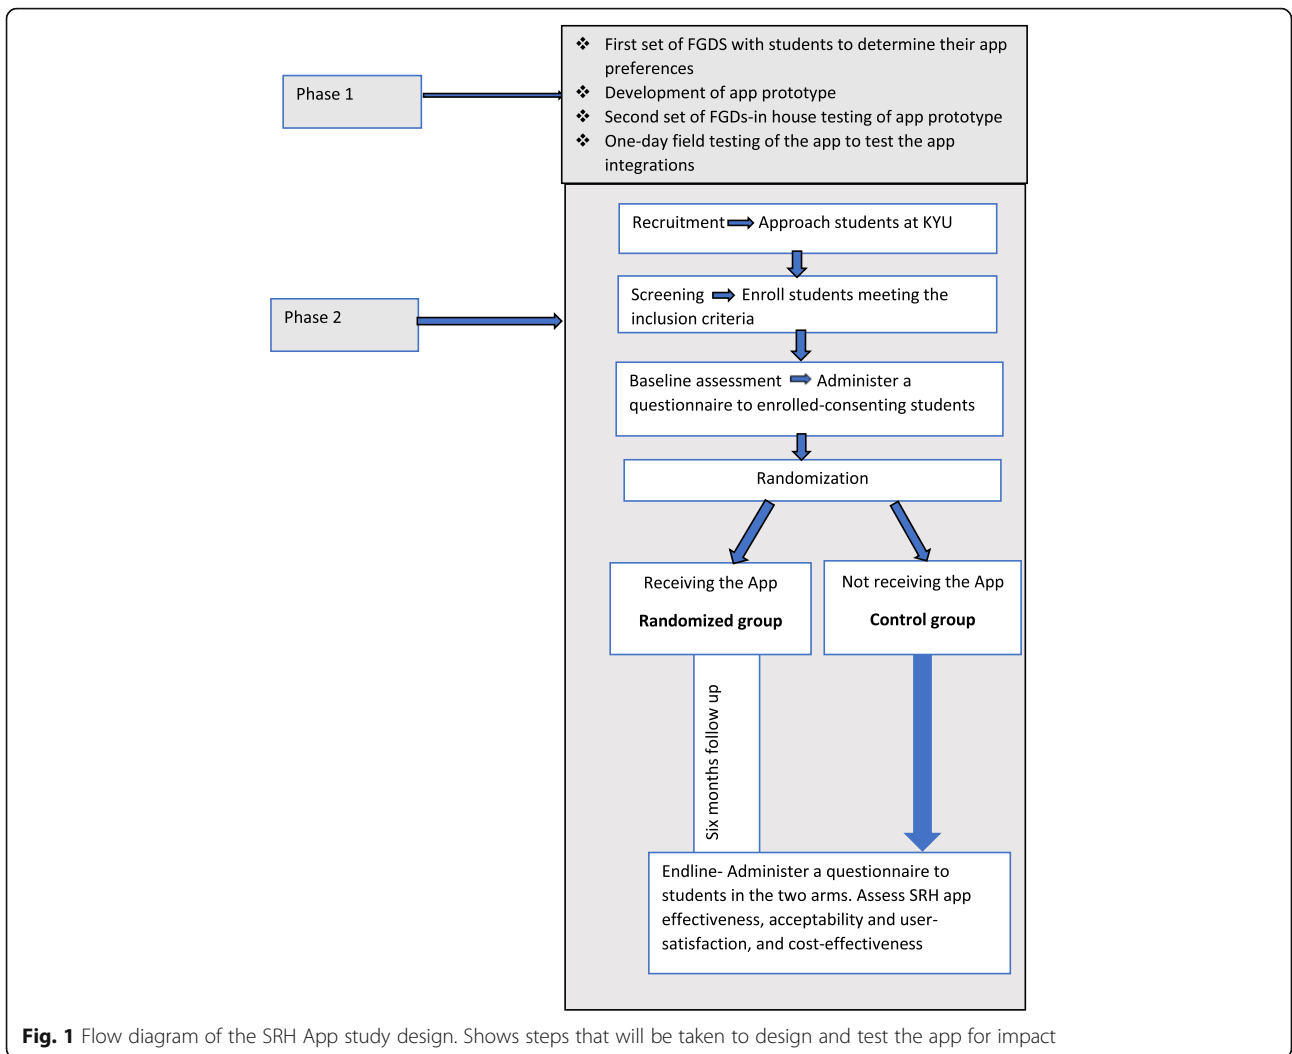 Phase 1
❖ First set of FGDS with students to determine their app
preferences
❖ Development of app prototype
❖ Second set of FGDs-in house testing of app prototype
❖ One-day field testing of the app to test the app
integrations
Phase 2
Recruitment Approach students at KYU
Screening Enroll students meeting the
inclusion criteria
Baseline assessment Administer a
questionnaire to enrolled-consenting students
Randomization
Receiving the App
Randomized group
Not receiving the App
Control group
Six months follow up
Endline- Administer a questionnaire to
students in the two arms. Assess SRH app
effectiveness, acceptability and user-
satisfaction, and cost-effectiveness
Fig. 1 Flow diagram of the SRH App study design. Shows steps that will be taken to design and test the app for impact